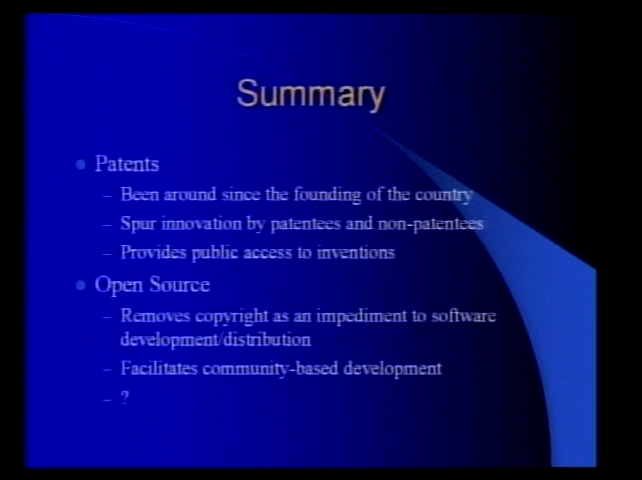 Summary
Patents
– Been around since the founding of the country
– Spur innovation by patentees and non-patentees
– Provides public access to inventions
Open Source
– Removes copyright as an impediment to software
development/distribution
– Facilitates community-based development
– ?